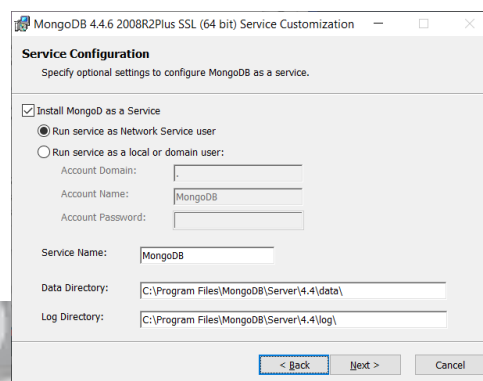 MongoDB 4.4.6 2008R2Plus SSL (64 bit) Service Customization
Service Configuration
Specify optional settings to configure MongoDB as a service.
Install MongoD as a Service
Run service as Network Service user
Run service as a local or domain user:
Account Domain: .
Account Name: MongoDB
Account Password:
Service Name: MongoDB
Data Directory: C:\Program Files\MongoDB\Server\4.4\data\
Log Directory: C:\Program Files\MongoDB\Server\4.4\log\
< Back Next > Cancel